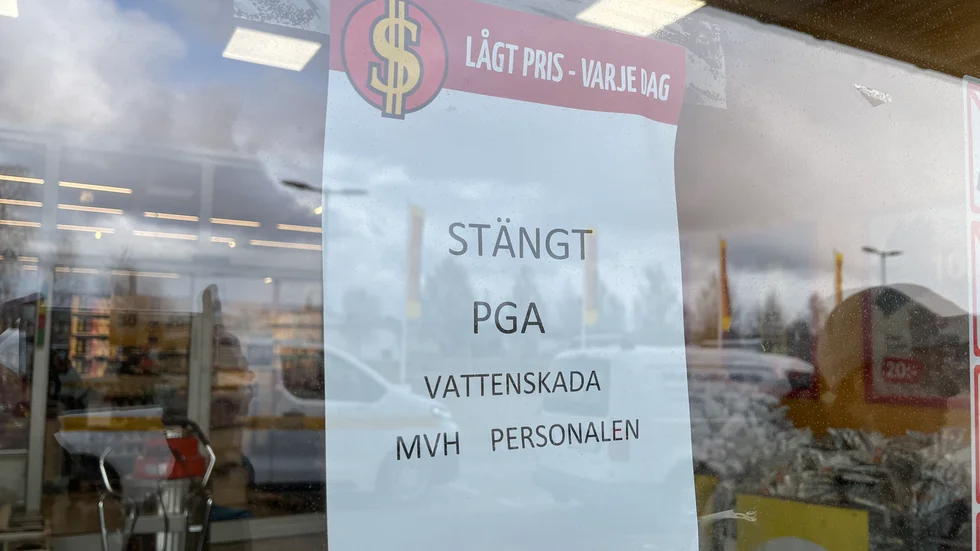 $ LÅGT PRIS - VARJE DAG
STÄNGT
PGA
VATTENSKADA
MVH PERSONALEN
20:-